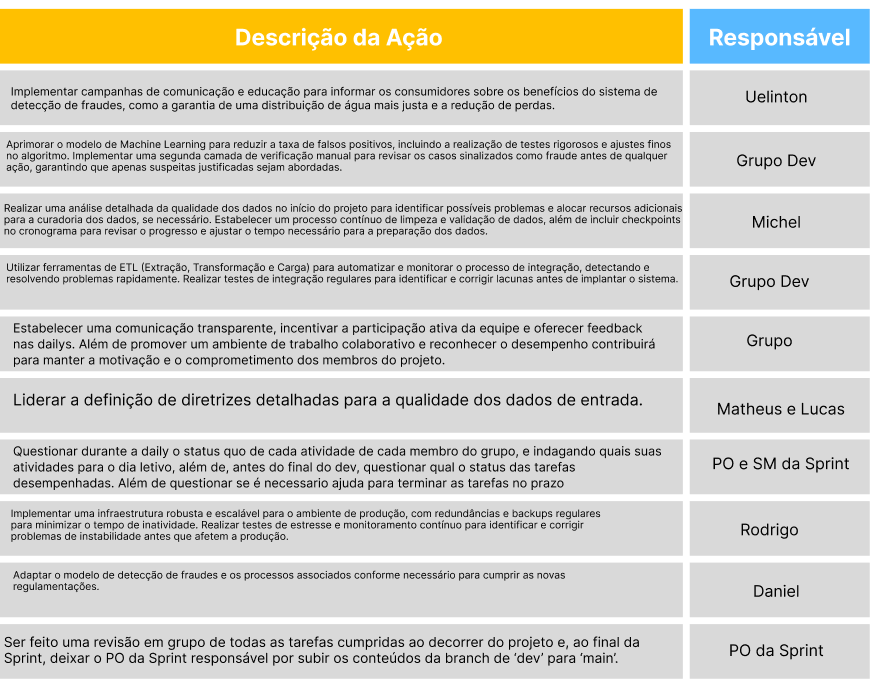 Descrição da Ação
Responsável
Implementar campanhas de comunicação e educação para informar os consumidores sobre os benefícios do sistema de
detecção de fraudes, como a garantia de uma distribuição de água mais justa e a redução de perdas.
Uelinton
Aprimorar o modelo de Machine Learning para reduzir a taxa de falsos positivos, incluindo a realização de testes rigorosos e ajustes finos
no algoritmo. Implementar uma segunda camada de verificação manual para revisar os casos sinalizados como fraude antes de qualquer
ação, garantindo que apenas suspeitas justificadas sejam abordadas.
Grupo Dev
Realizar uma análise detalhada da qualidade dos dados no início do projeto para identificar possíveis problemas e alocar recursos adicionais
para a curadoria dos dados, se necessário. Estabelecer um processo contínuo de limpeza e validação de dados, além de incluir checkpoints
no cronograma para revisar o progresso e ajustar o tempo necessário para a preparação dos dados.
Michel
Utilizar ferramentas de ETL (Extração, Transformação e Carga) para automatizar e monitorar o processo de integração, detectando e
resolvendo problemas rapidamente. Realizar testes de integração regulares para identificar e corrigir lacunas antes de implantar o sistema.
Grupo Dev
Estabelecer uma comunicação transparente, incentivar a participação ativa da equipe e oferecer feedback
nas dailys. Além de promover um ambiente de trabalho colaborativo e reconhecer o desempenho contribuirá
para manter a motivação e o comprometimento dos membros do projeto.
Grupo
Liderar a definição de diretrizes detalhadas para a qualidade dos dados de entrada.
Matheus e Lucas
Questionar durante a daily o status quo de cada atividade de cada membro do grupo, e indagando quais suas
atividades para o dia letivo, além de, antes do final do dev, questionar qual o status das tarefas
desempenhadas. Além de questionar se é necessario ajuda para terminar as tarefas no prazo
PO e SM da Sprint
Implementar uma infraestrutura robusta e escalável para o ambiente de produção, com redundâncias e backups regulares
para minimizar o tempo de inatividade. Realizar testes de estresse e monitoramento contínuo para identificar e corrigir
problemas de instabilidade antes que afetem a produção.
Rodrigo
Adaptar o modelo de detecção de fraudes e os processos associados conforme necessário para cumprir as novas
regulamentações.
Daniel
Ser feito uma revisão em grupo de todas as tarefas cumpridas ao decorrer do projeto e, ao final da
Sprint, deixar o PO da Sprint responsável por subir os conteúdos da branch de ‘dev’ para ‘main’.
PO da Sprint